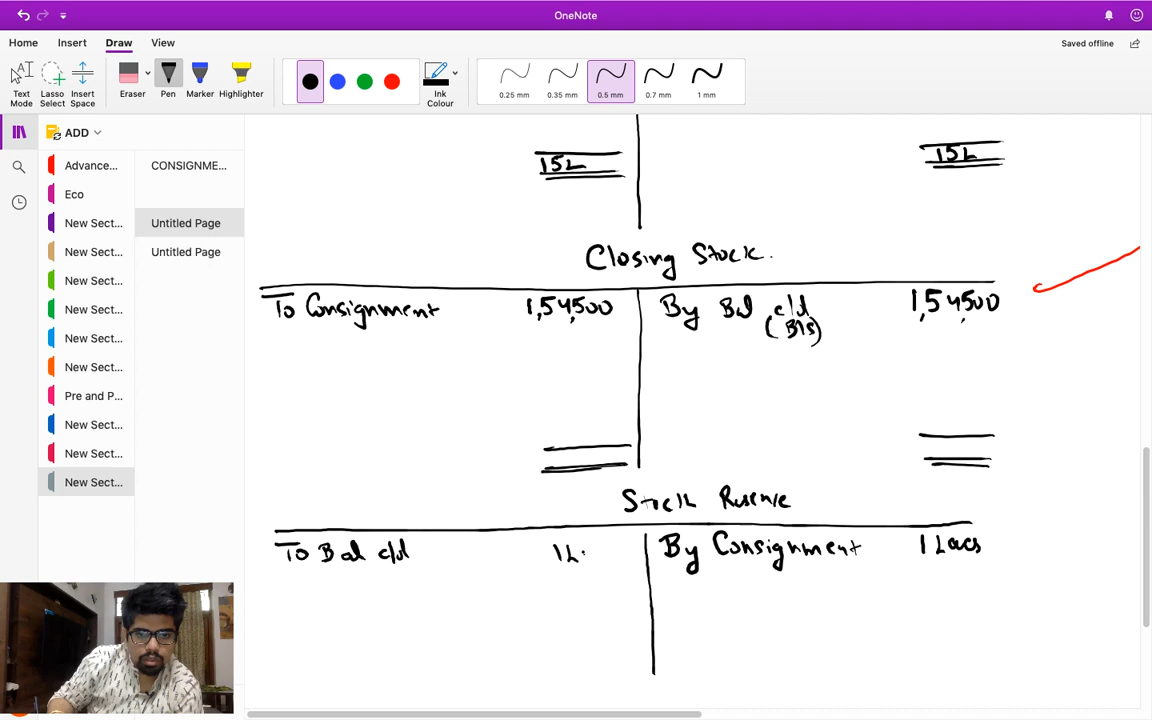 OneNote
Home Insert Draw View
Saved offline
Text Mode
Lasso Select
Insert Space
Eraser
Pen
Marker
Highlighter
Ink Colour
0.25 mm
0.35 mm
0.5 mm
0.7 mm
1 mm
ADD
Advance...
Eco
New Sect...
New Sect...
New Sect...
New Sect...
New Sect...
New Sect...
Pre and P...
New Sect...
New Sect...
New Sect...
CONSIGNME...
Untitled Page
Untitled Page
15L 15L
Closing Stock.
To Consignment 1,54,500 By Bal c/d 1,54,500
(B/s)
Stock Reserve
To Bal c/d 1L. By Consignment 1 Lacs